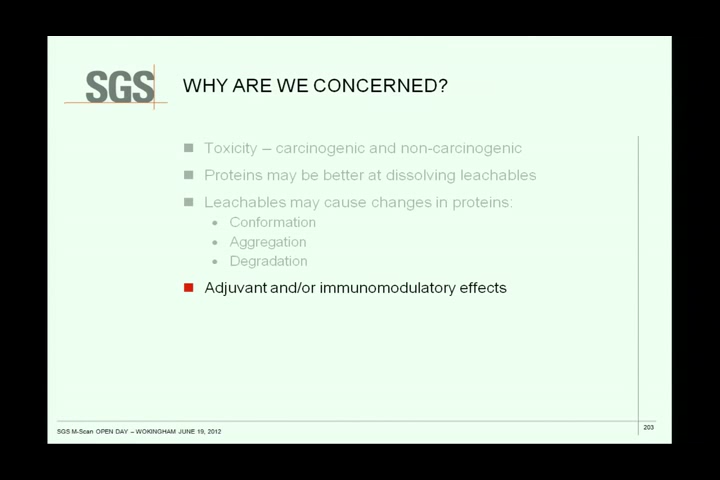 SGS
WHY ARE WE CONCERNED?
Toxicity – carcinogenic and non-carcinogenic
Proteins may be better at dissolving leachables
Leachables may cause changes in proteins:
Conformation
Aggregation
Degradation
Adjuvant and/or immunomodulatory effects
SGS M-Scan OPEN DAY – WOKINGHAM JUNE 19, 2012
203